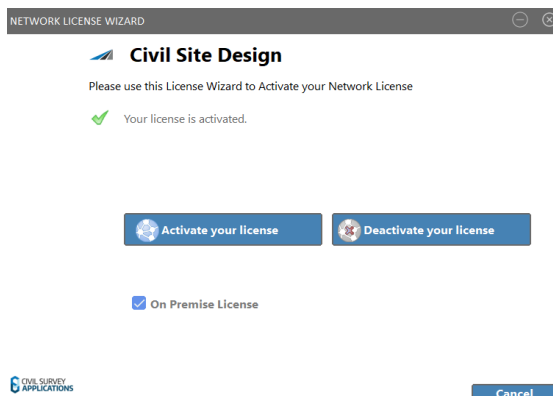 NETWORK LICENSE WIZARD
Civil Site Design
Please use this License Wizard to Activate your Network License
Your license is activated.
Activate your license
Deactivate your license
On Premise License
CIVIL SURVEY
APPLICATIONS
Cancel